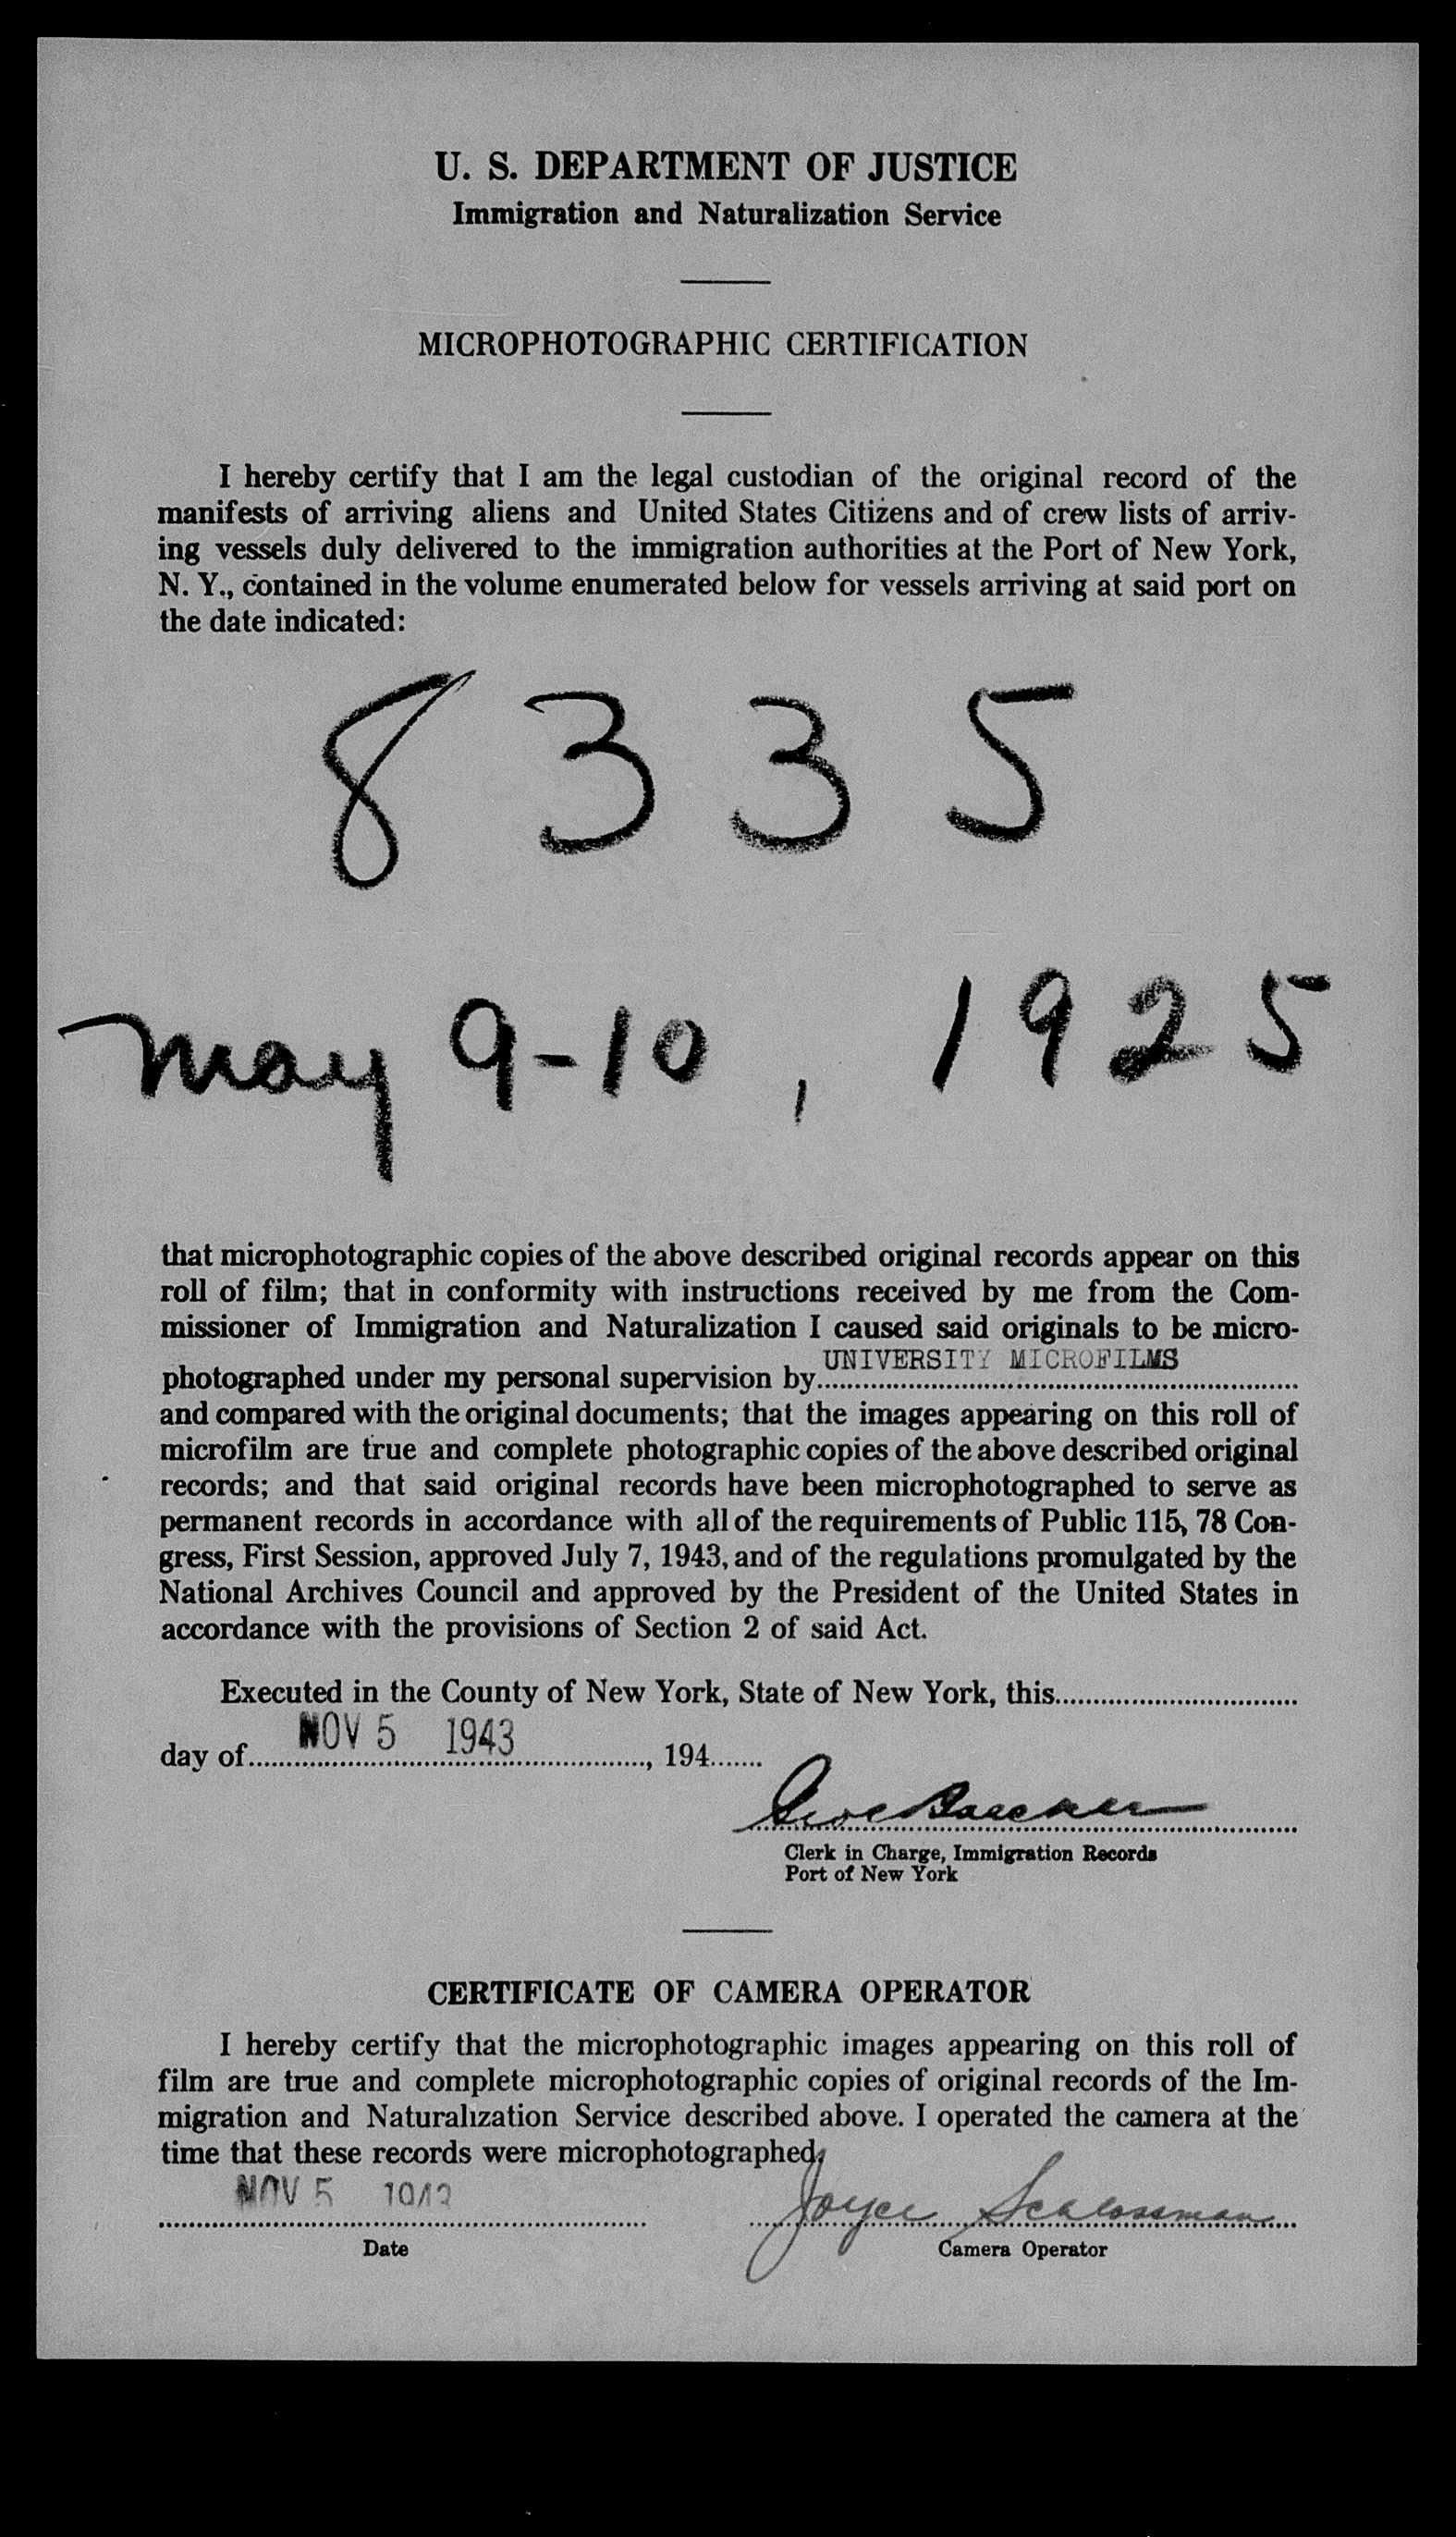 U. S. DEPARTMENT OF JUSTICE
Immigration and Naturalization Service
MICROPHOTOGRAPHIC CERTIFICATION
I hereby certify that I am the legal custodian of the original record of the
manifests of arriving aliens and United States Citizens and of crew lists of arriv-
ing vessels duly delivered to the immigration authorities at the Port of New York,
N. Y., contained in the volume enumerated below for vessels arriving at said port on
the date indicated:
8 3 3 5
May 9-10, 1925
that microphotographic copies of the above described original records appear on this
roll of film; that in conformity with instructions received by me from the Com-
missioner of Immigration and Naturalization I caused said originals to be micro-
photographed under my personal supervision by UNIVERSITY MICROFILMS
and compared with the original documents; that the images appearing on this roll of
microfilm are true and complete photographic copies of the above described original
records; and that said original records have been microphotographed to serve as
permanent records in accordance with all of the requirements of Public 115, 78 Con-
gress, First Session, approved July 7, 1943, and of the regulations promulgated by the
National Archives Council and approved by the President of the United States in
accordance with the provisions of Section 2 of said Act.
Executed in the County of New York, State of New York, this
day of NOV 5 1943, 194
Clerk in Charge, Immigration Records
Port of New York
CERTIFICATE OF CAMERA OPERATOR
I hereby certify that the microphotographic images appearing on this roll of
film are true and complete microphotographic copies of original records of the Im-
migration and Naturalization Service described above. I operated the camera at the
time that these records were microphotographed.
NOV 5 1943 Joyce Schlossman
Date Camera Operator